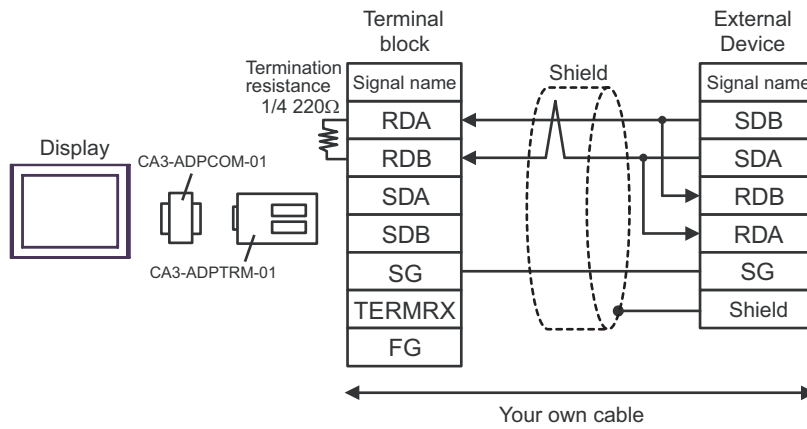 Terminal
block
External
Device
Termination
resistance
1/4 220Ω
Signal name
Shield
Signal name
RDA
SDB
Display
CA3-ADPCOM-01
RDB
SDA
SDA
RDB
SDB
RDA
CA3-ADPTRM-01
SG
SG
TERMRX
Shield
FG
Your own cable